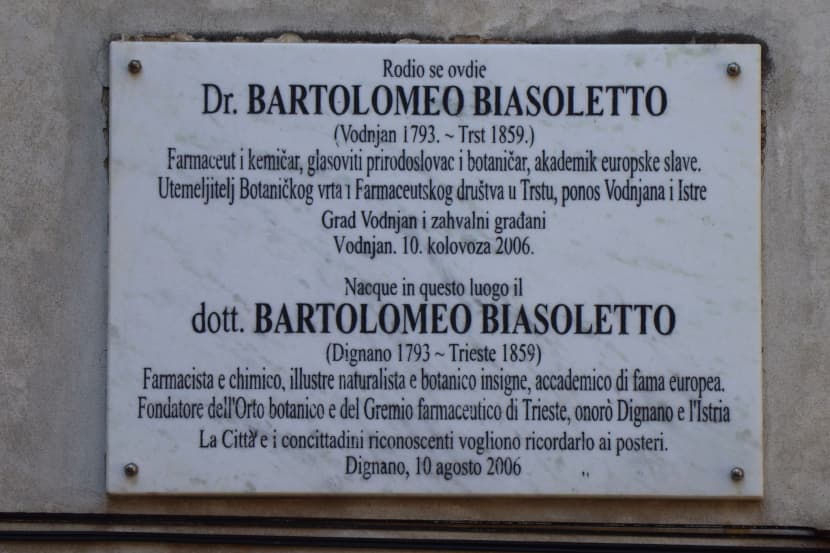 Rodio se ovdie
Dr. BARTOLOMEO BIASOLETTO
(Vodnjan 1793. ~ Trst 1859.)
Farmaceut i kemičar, glasoviti prirodoslovac i botaničar, akademik europske slave.
Utemeljitelj Botaničkog vrta i Farmaceutskog društva u Trstu, ponos Vodnjana i Istre
Grad Vodnjan i zahvalni građani
Vodnjan. 10. kolovoza 2006.
Nacque in questo luogo il
dott. BARTOLOMEO BIASOLETTO
(Dignano 1793 ~ Trieste 1859)
Farmacista e chimico, illustre naturalista e botanico insigne, accademico di fama europea.
Fondatore dell'Orto botanico e del Gremio farmaceutico di Trieste, onorò Dignano e l'Istria
La Città e i concittadini riconoscenti vogliono ricordarlo ai posteri.
Dignano, 10 agosto 2006